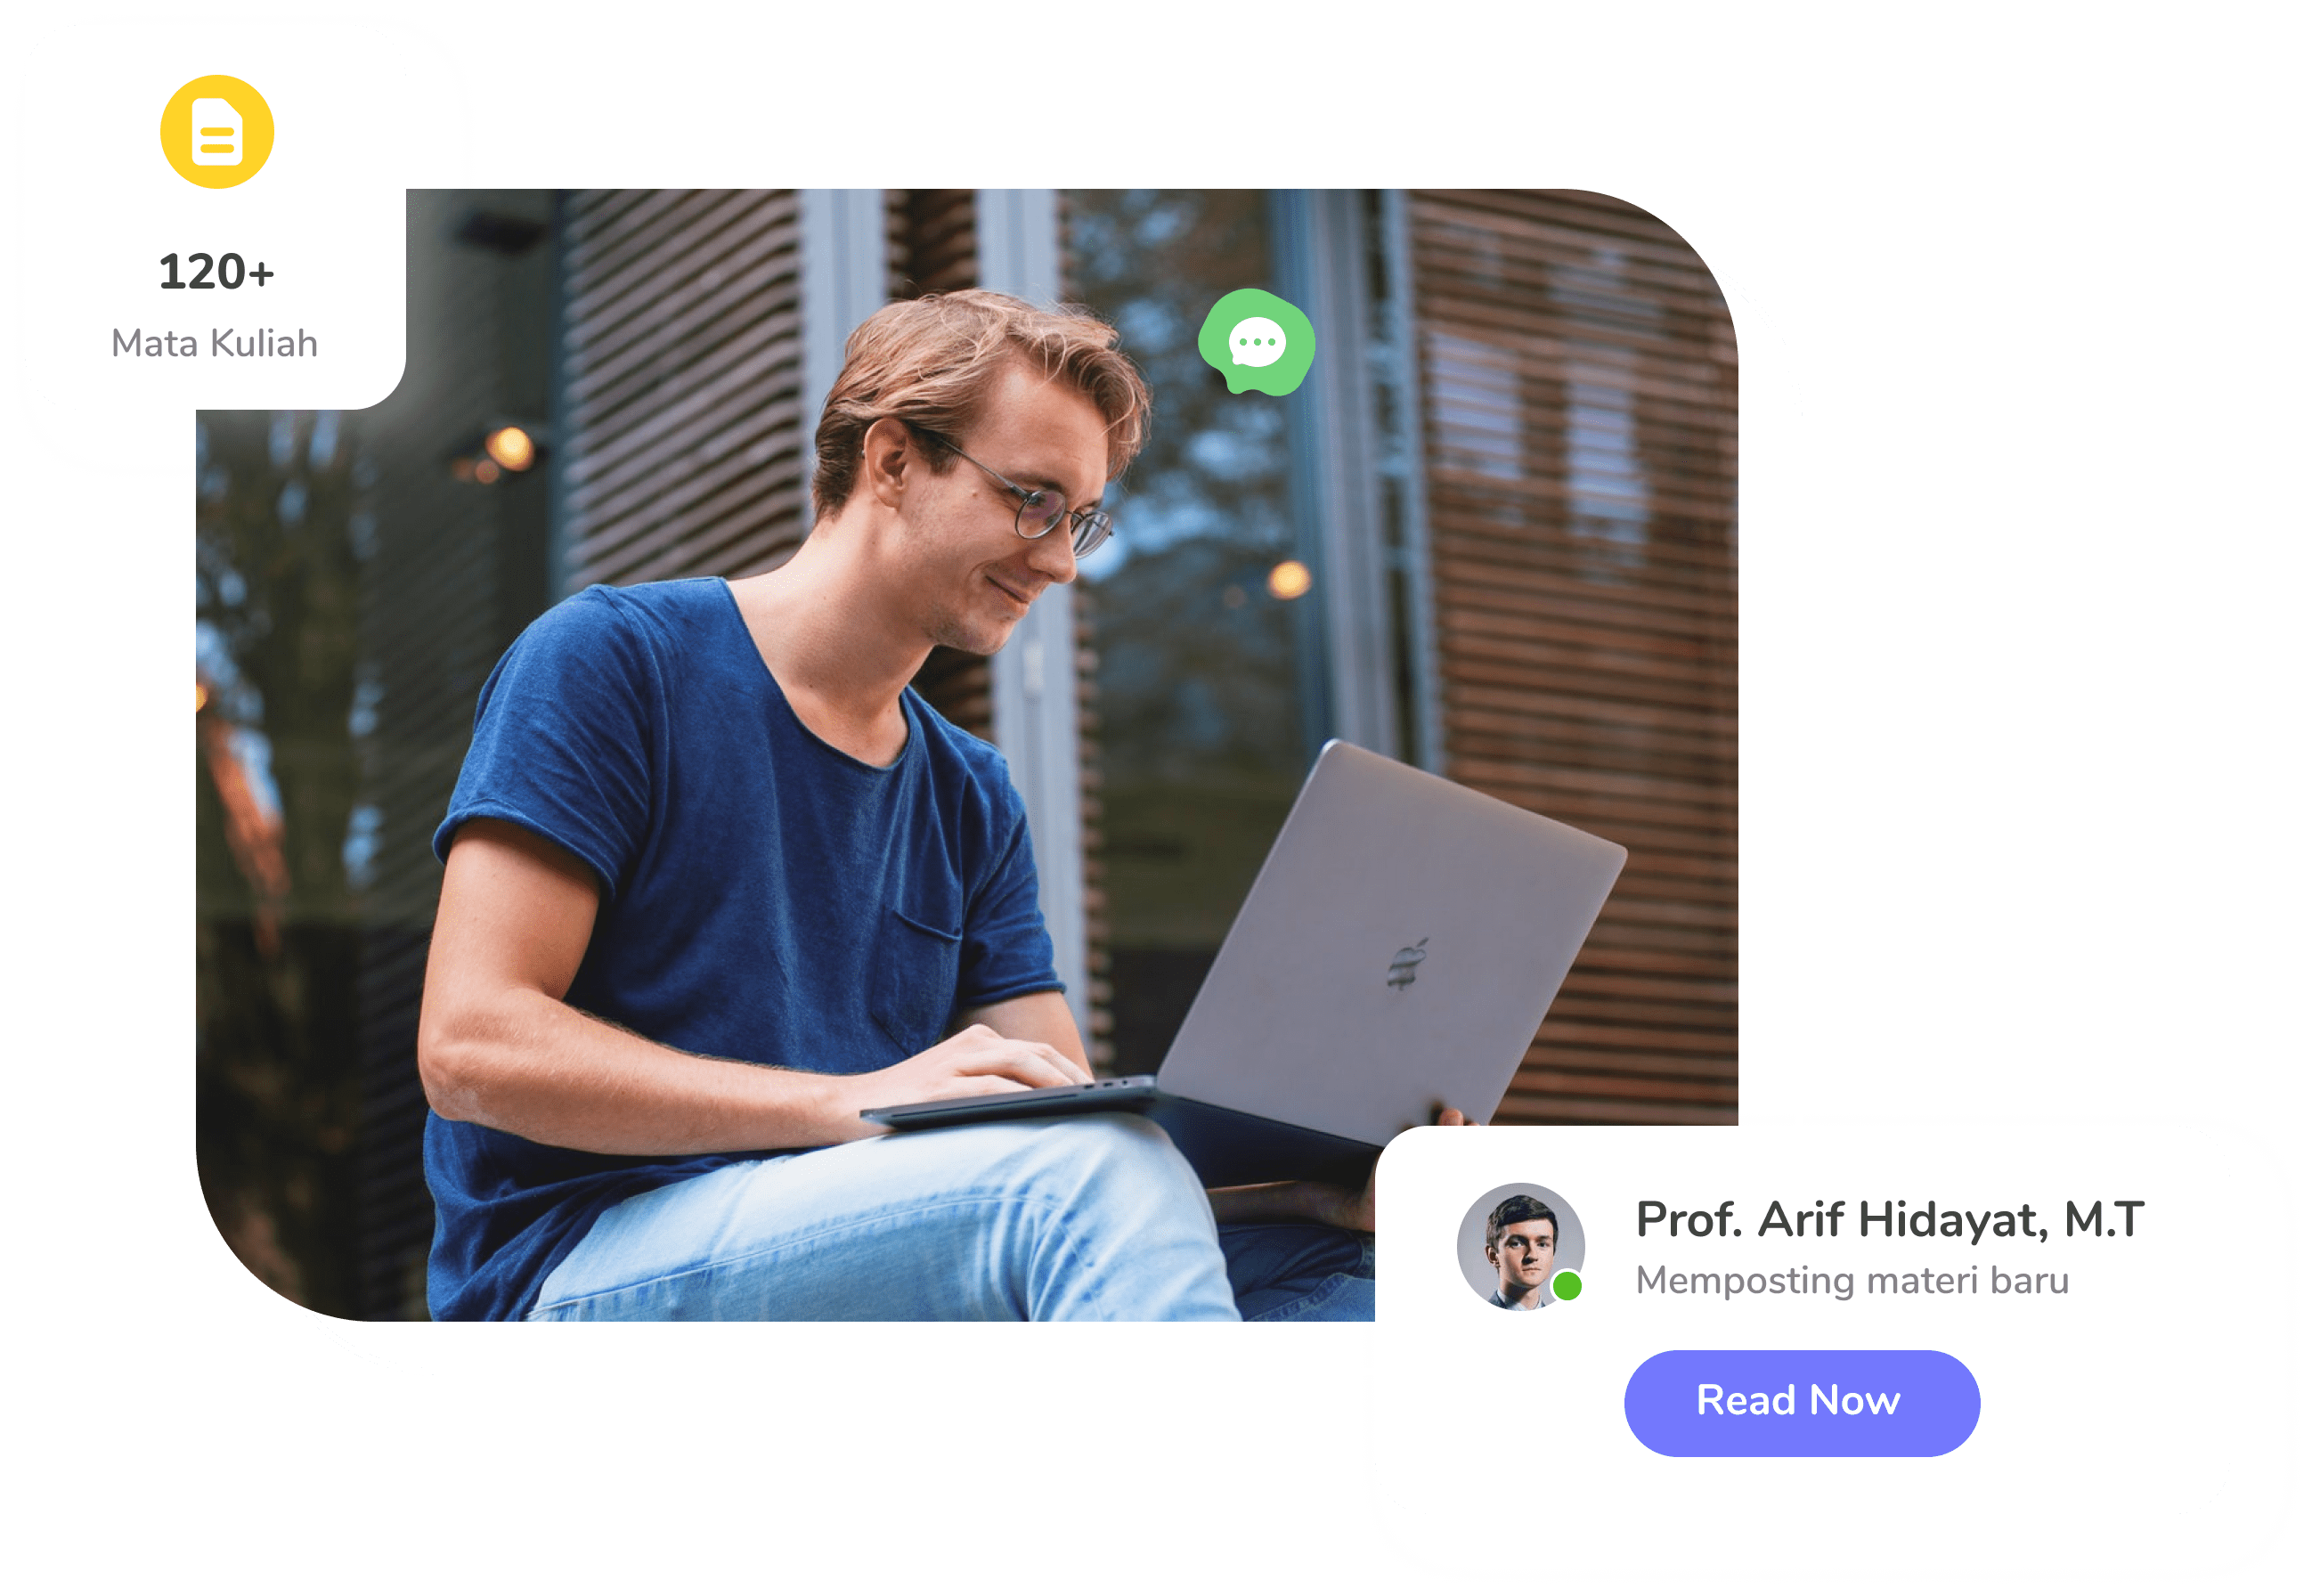 120+
Mata Kuliah
Prof. Arif Hidayat, M.T
Memposting materi baru
Read Now